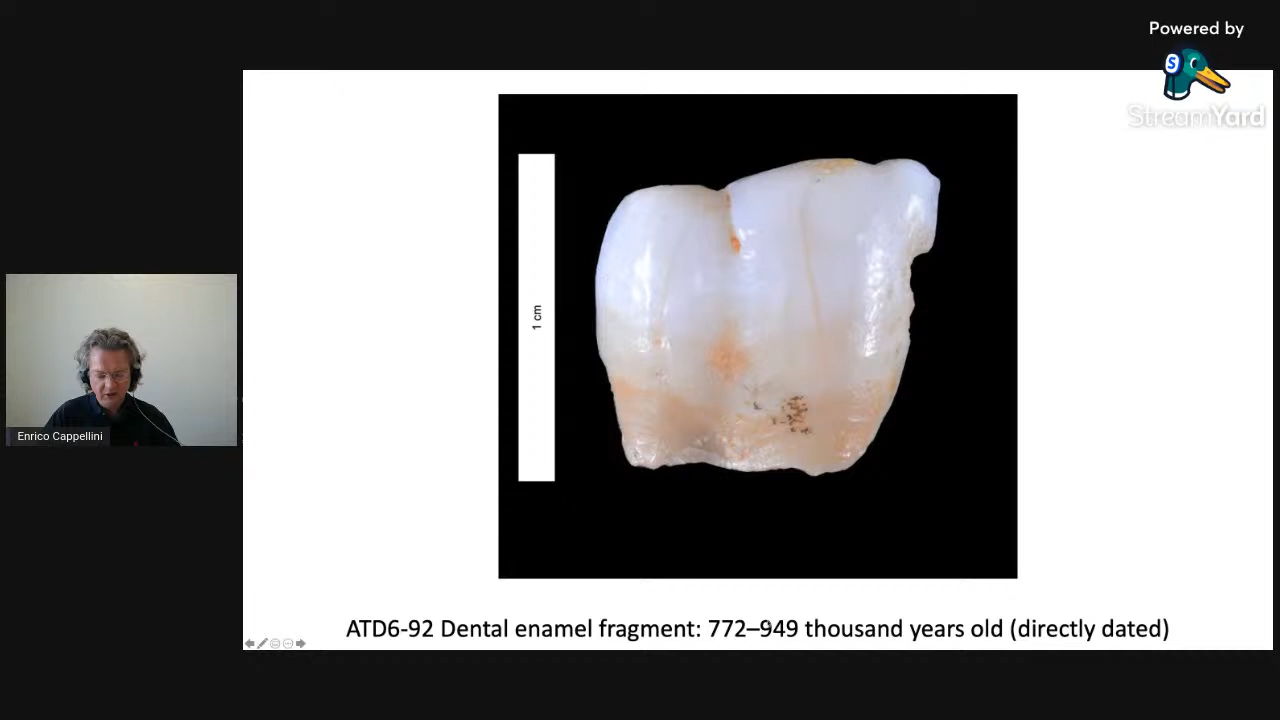 Powered by
S
StreamYard
1 cm
Enrico Cappellini
ATD6-92 Dental enamel fragment: 772–949 thousand years old (directly dated)